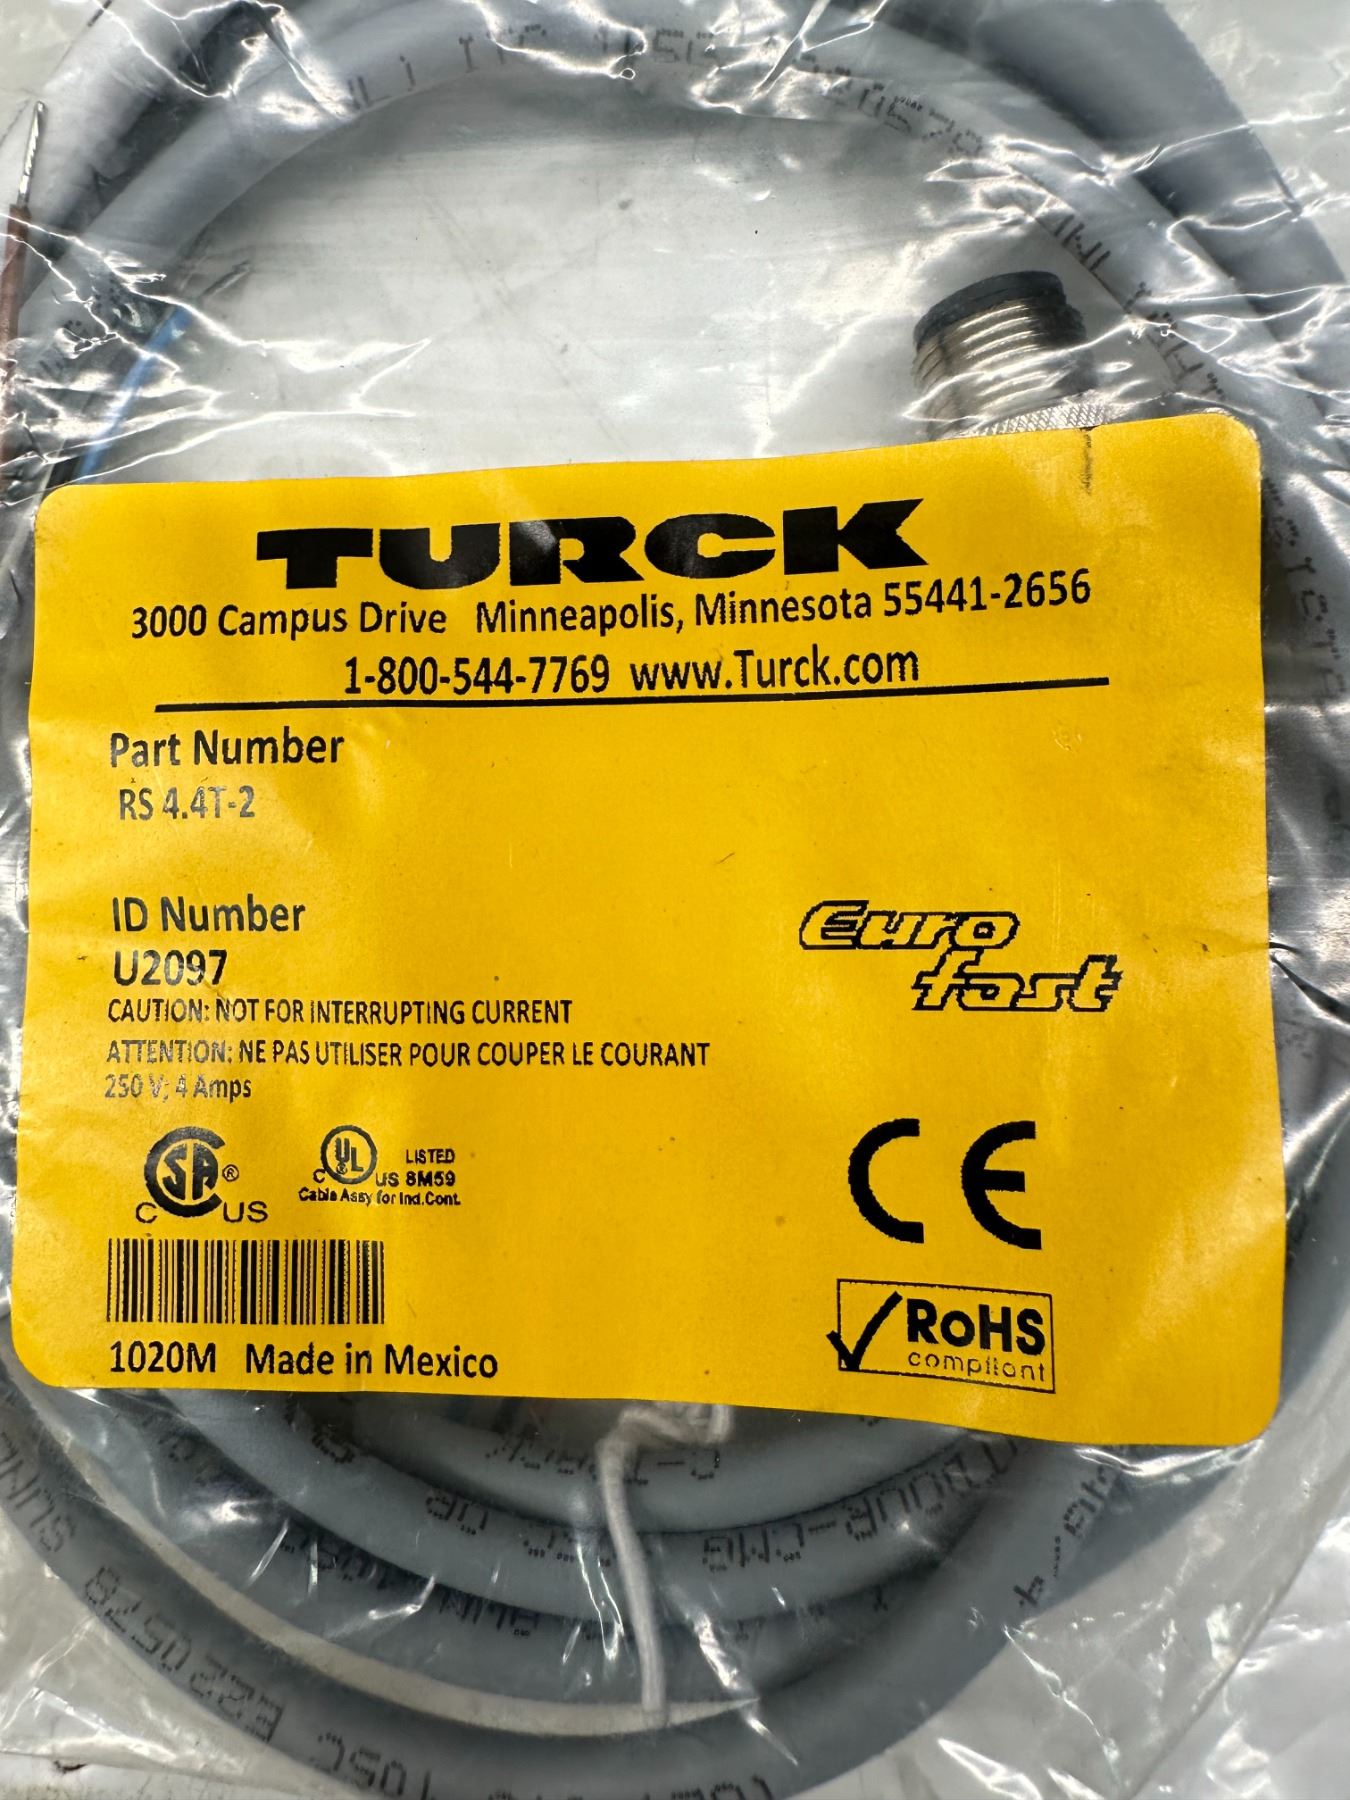 TURCK
3000 Campus Drive Minneapolis, Minnesota 55441-2656
1-800-544-7769 www.Turck.com
Part Number
RS 4.4T-2
ID Number
U2097
CAUTION: NOT FOR INTERRUPTING CURRENT
ATTENTION: NE PAS UTILISER POUR COUPER LE COURANT
250 V; 4 Amps
Euro
fast
CSA ® C US
C UL US LISTED 8M59
Cable Assy for Ind.Cont.
CE
1020M Made in Mexico
RoHS
compliant